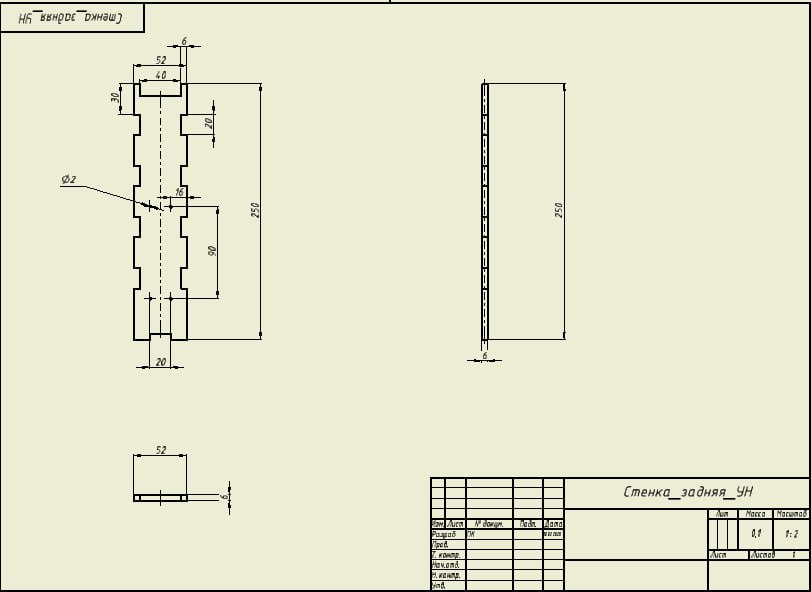 Стенка_задняя_УН
6
52
40
30
20
16
Ø2
250
90
20
250
6
52
6
Стенка_задняя_УН
Лит Масса Масштаб
0,1 1:2
Изм. Лист № докум. Подп. Дата
Разраб ПК
Пров.
Т. контр.
Лист Листов 1
Нач.отд.
Н. контр.
Утв.